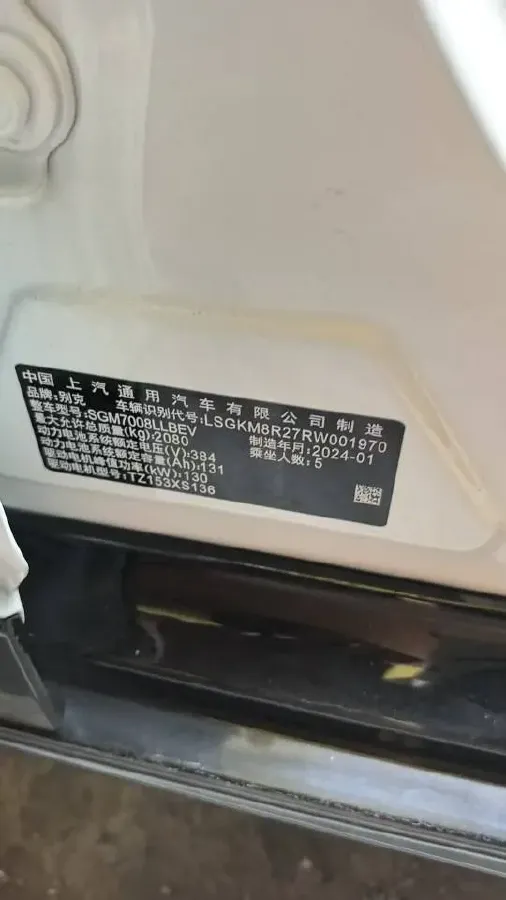 中国 上汽通用汽车有限公司 制造
品牌:别克 车辆识别代号:LSGKM8R27RW001970
整车型号:SGM7008LLBEV 制造年月:2024-01
最大允许总质量(kg):2080 乘坐人数:5
动力电池系统额定电压(V):384
动力电池系统额定容量(Ah):131
驱动电机峰值功率(kW):130
驱动电机型号:TZ153XS136